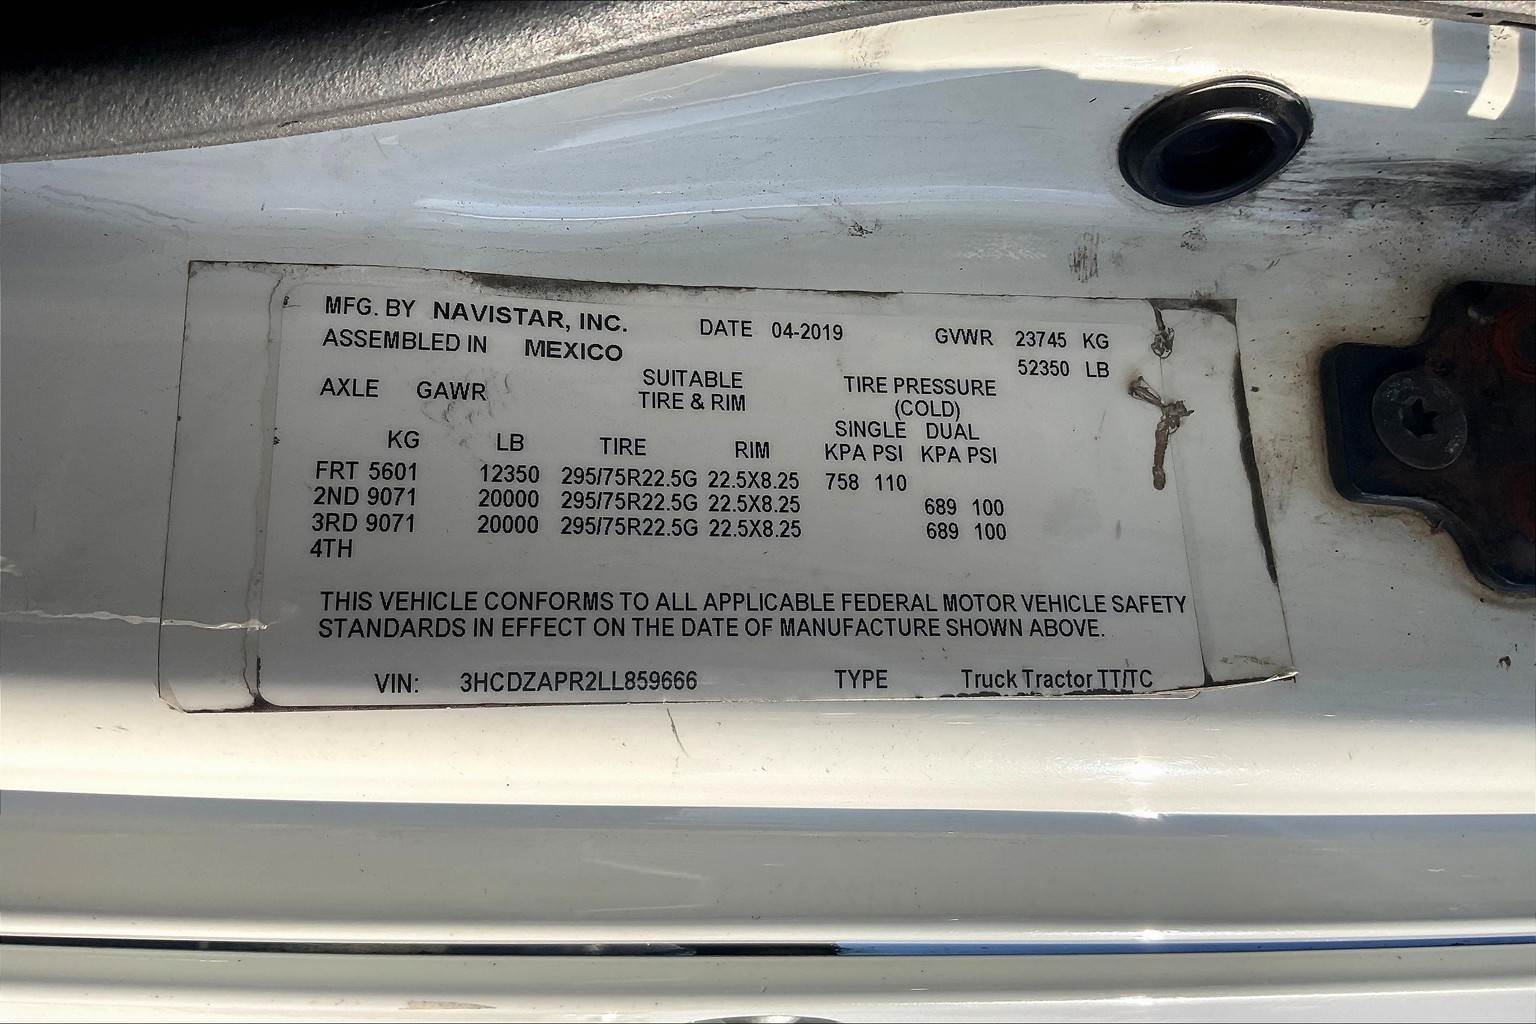 MFG. BY NAVISTAR, INC. DATE 04-2019 GVWR 23745 KG
ASSEMBLED IN MEXICO 52350 LB
AXLE GAWR SUITABLE TIRE PRESSURE
TIRE & RIM (COLD)
SINGLE DUAL
KG LB TIRE RIM KPA PSI KPA PSI
FRT 5601 12350 295/75R22.5G 22.5X8.25 758 110
2ND 9071 20000 295/75R22.5G 22.5X8.25 689 100
3RD 9071 20000 295/75R22.5G 22.5X8.25 689 100
4TH
THIS VEHICLE CONFORMS TO ALL APPLICABLE FEDERAL MOTOR VEHICLE SAFETY
STANDARDS IN EFFECT ON THE DATE OF MANUFACTURE SHOWN ABOVE.
VIN: 3HCDZAPR2LL859666 TYPE Truck Tractor TT/TC